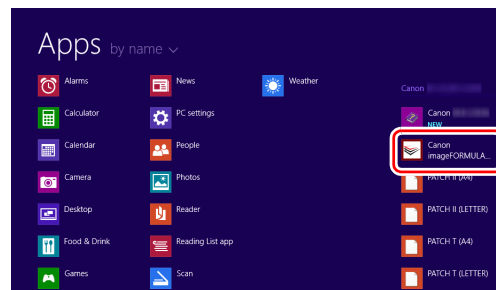 Apps by name
Alarms
Calculator
Calendar
Camera
Desktop
Food & Drink
Games
News
PC settings
People
Photos
Reader
Reading List app
Scan
Weather
Canon
Canon
NEW
Canon
imageFORMULA...
PATCH II (A4)
PATCH II (LETTER)
PATCH T (A4)
PATCH T (LETTER)